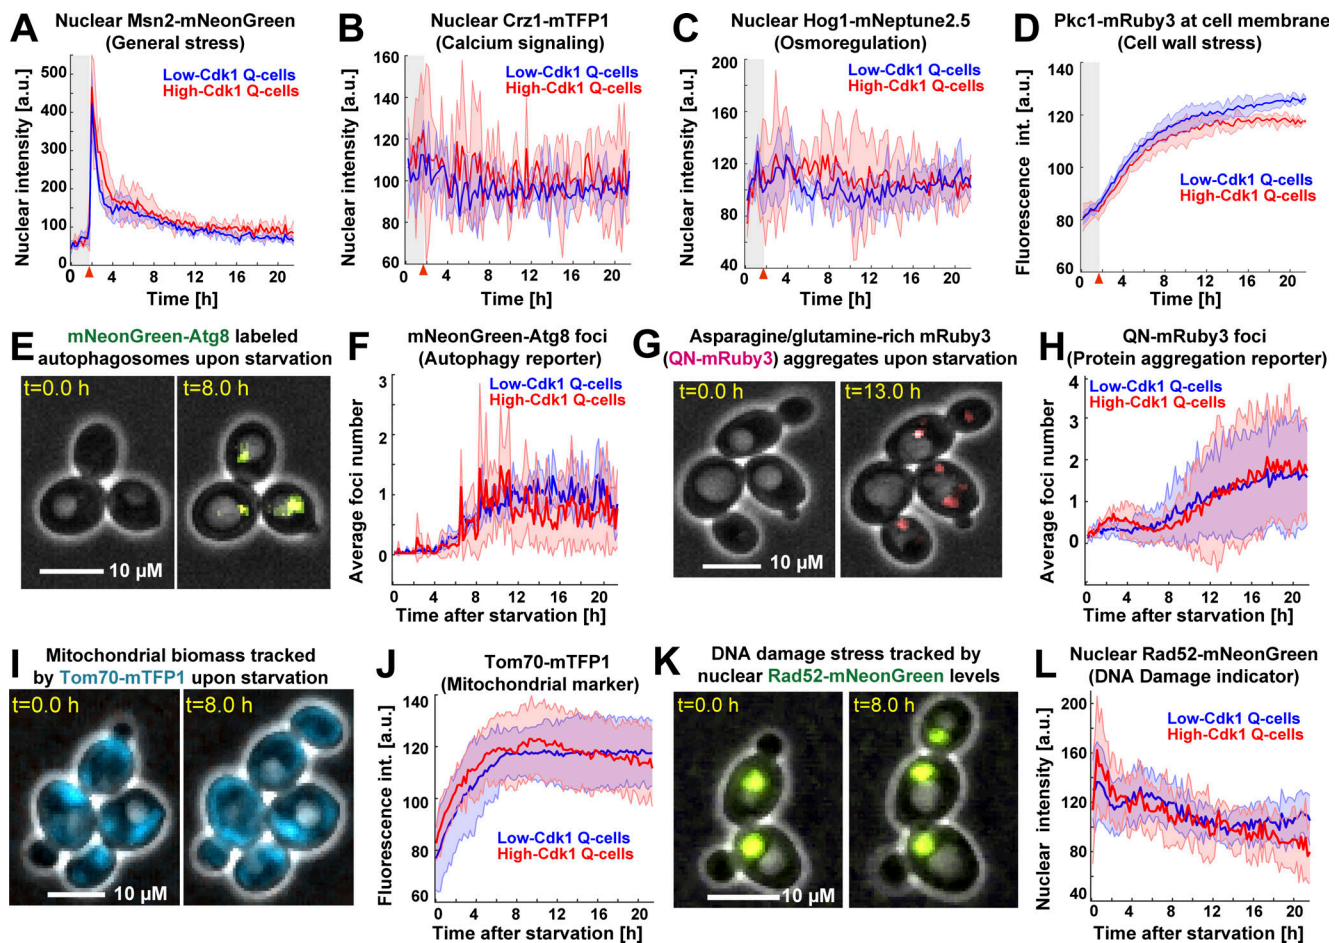 A
Nuclear Msn2-mNeonGreen
(General stress)
Nuclear intensity [a.u.]
500
400
300
200
100
0
Low-Cdk1 Q-cells
High-Cdk1 Q-cells
0 4 8 12 16 20
Time [h]
B
Nuclear Crz1-mTFP1
(Calcium signaling)
Nuclear intensity [a.u.]
160
140
120
100
80
60
Low-Cdk1 Q-cells
High-Cdk1 Q-cells
0 4 8 12 16 20
Time [h]
C
Nuclear Hog1-mNeptune2.5
(Osmoregulation)
Nuclear intensity [a.u.]
200
160
120
80
40
Low-Cdk1 Q-cells
High-Cdk1 Q-cells
0 4 8 12 16 20
Time [h]
D
Pkc1-mRuby3 at cell membrane
(Cell wall stress)
Fluorescence int. [a.u.]
140
120
100
80
60
Low-Cdk1 Q-cells
High-Cdk1 Q-cells
0 4 8 12 16 20
Time [h]
E
mNeonGreen-Atg8 labeled
autophagosomes upon starvation
t=0.0 h
t=8.0 h
10 µM
F
mNeonGreen-Atg8 foci
(Autophagy reporter)
Average foci number
3
2
1
0
Low-Cdk1 Q-cells
High-Cdk1 Q-cells
0 4 8 12 16 20
Time after starvation [h]
G
Asparagine/glutamine-rich mRuby3
(QN-mRuby3) aggregates upon starvation
t=0.0 h
t=13.0 h
10 µM
H
QN-mRuby3 foci
(Protein aggregation reporter)
Average foci number
4
3
2
1
0
Low-Cdk1 Q-cells
High-Cdk1 Q-cells
0 4 8 12 16 20
Time after starvation [h]
I
Mitochondrial biomass tracked
by Tom70-mTFP1 upon starvation
t=0.0 h
t=8.0 h
10 µM
J
Tom70-mTFP1
(Mitochondrial marker)
Fluorescence int. [a.u.]
140
120
100
80
60
Low-Cdk1 Q-cells
High-Cdk1 Q-cells
0 4 8 12 16 20
Time after starvation [h]
K
DNA damage stress tracked by
nuclear Rad52-mNeonGreen levels
t=0.0 h
t=8.0 h
10 µM
L
Nuclear Rad52-mNeonGreen
(DNA Damage indicator)
Nuclear intensity [a.u.]
200
160
120
80
40
Low-Cdk1 Q-cells
High-Cdk1 Q-cells
0 4 8 12 16 20
Time after starvation [h]